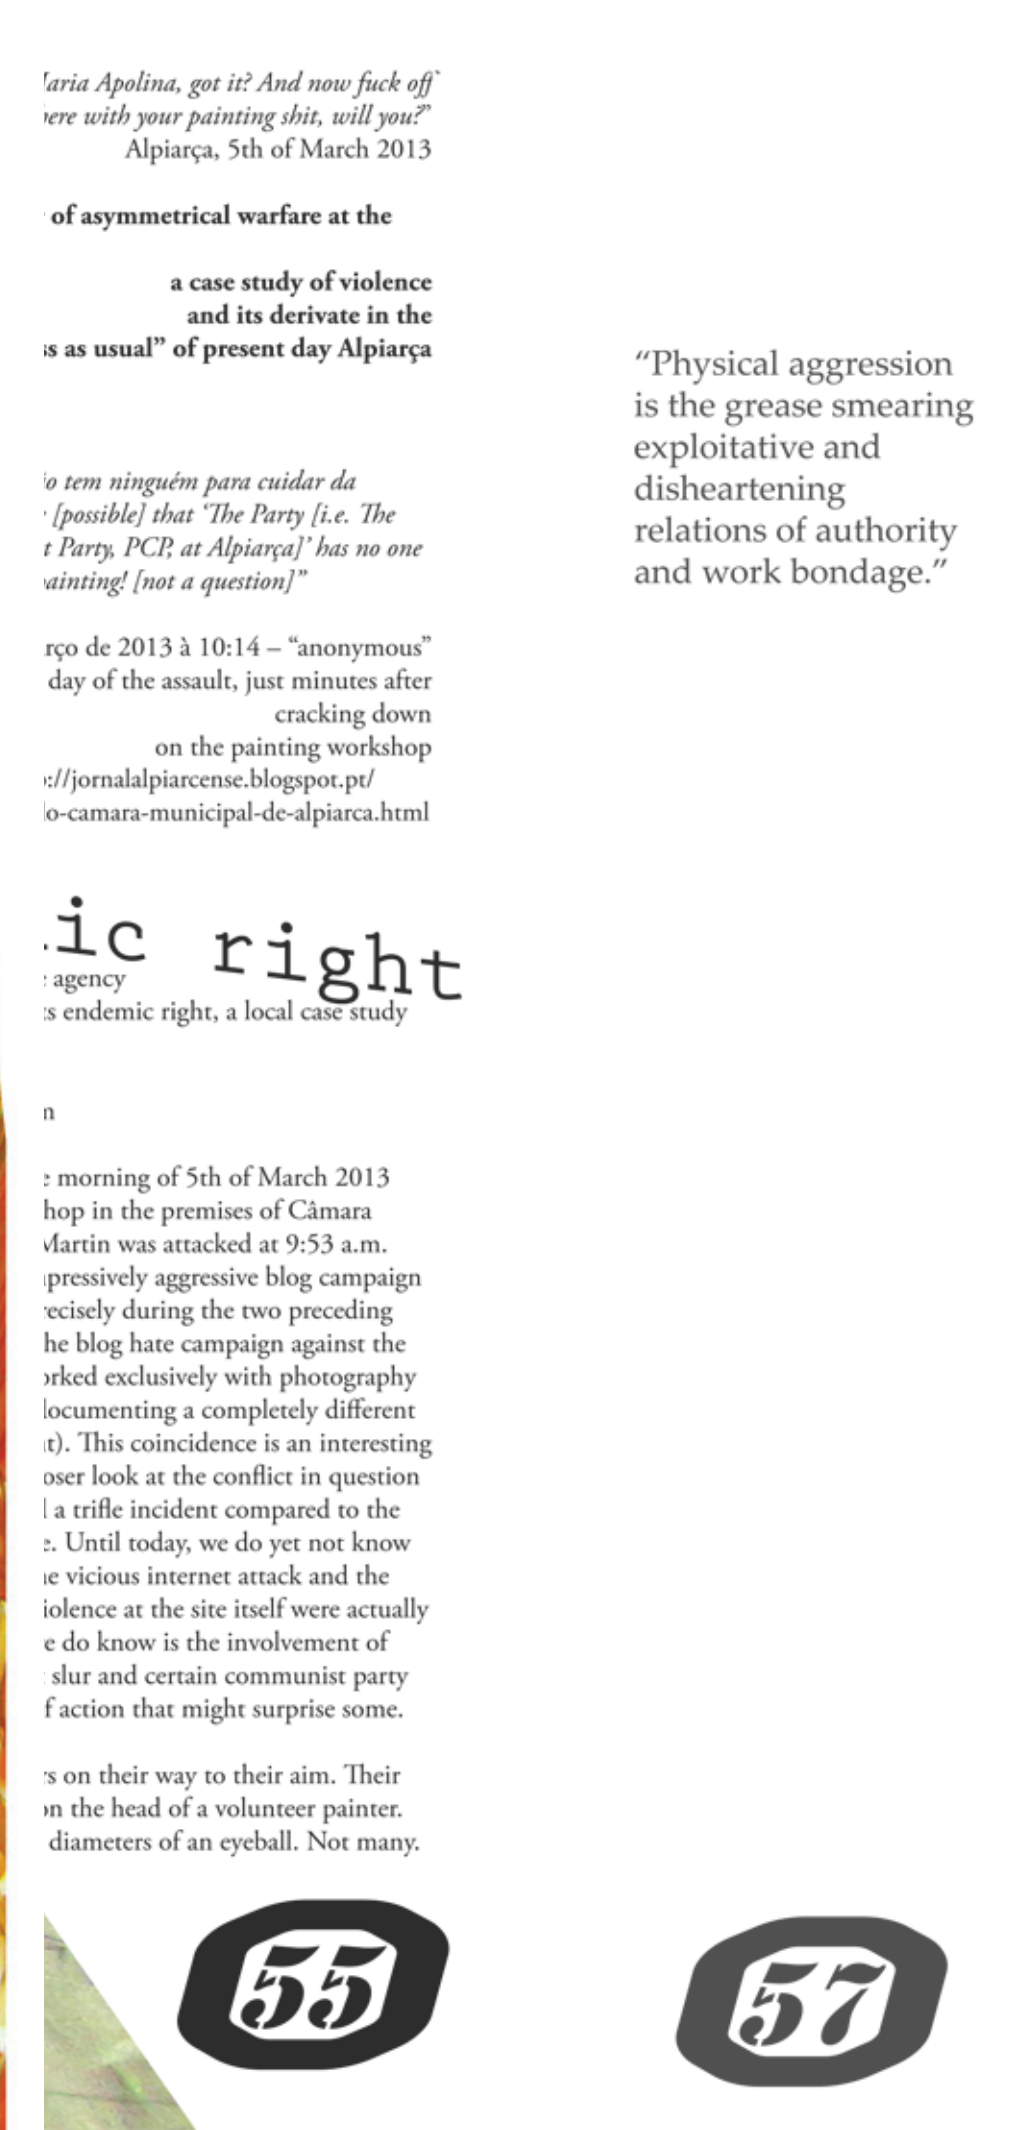 aria Apolina, got it? And now fuck off`
ere with your painting shit, will you?”
Alpiarça, 5th of March 2013
of asymmetrical warfare at the
a case study of violence
and its derivate in the
s as usual” of present day Alpiarça
o tem ninguém para cuidar da
[possible] that ‘The Party [i.e. The
t Party, PCP, at Alpiarça]’ has no one
ainting! [not a question]”
rço de 2013 à 10:14 – “anonymous”
day of the assault, just minutes after
cracking down
on the painting workshop
://jornalalpiarcense.blogspot.pt/
o-camara-municipal-de-alpiarca.html
ic right
agency
s endemic right, a local case study
n
morning of 5th of March 2013
hop in the premises of Câmara
Martin was attacked at 9:53 a.m.
pressively aggressive blog campaign
ecisely during the two preceding
he blog hate campaign against the
orked exclusively with photography
documenting a completely different
t). This coincidence is an interesting
oser look at the conflict in question
a trifle incident compared to the
e. Until today, we do yet not know
e vicious internet attack and the
iolence at the site itself were actually
e do know is the involvement of
slur and certain communist party
f action that might surprise some.
s on their way to their aim. Their
on the head of a volunteer painter.
diameters of an eyeball. Not many.
55
“Physical aggression
is the grease smearing
exploitative and
disheartening
relations of authority
and work bondage.”
57